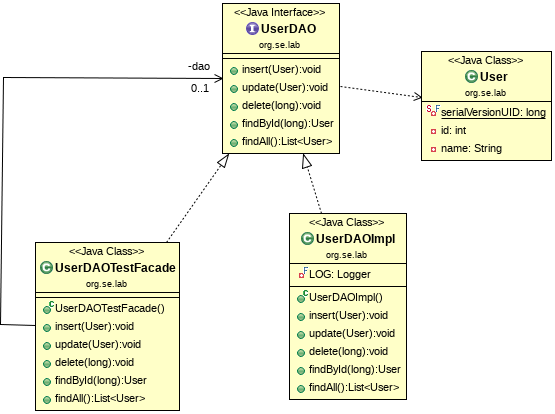 <<Java Interface>>
UserDAO
org.se.lab
insert(User):void
update(User):void
delete(long):void
findById(long):User
findAll():List<User>
-dao
0..1
<<Java Class>>
User
org.se.lab
serialVersionUID: long
id: int
name: String
<<Java Class>>
UserDAOTestFacade
org.se.lab
UserDAOTestFacade()
insert(User):void
update(User):void
delete(long):void
findById(long):User
findAll():List<User>
<<Java Class>>
UserDAOImpl
org.se.lab
LOG: Logger
UserDAOImpl()
insert(User):void
update(User):void
delete(long):void
findById(long):User
findAll():List<User>